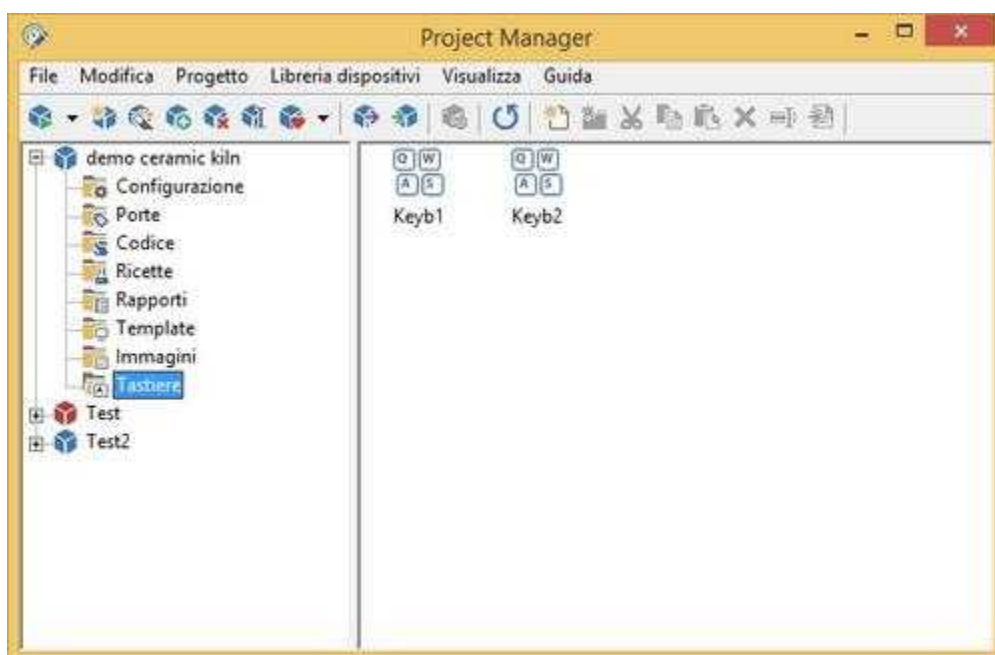 Project Manager
File Modifica Progetto Libreria dispositivi Visualizza Guida
demo ceramic kiln
Configurazione
Porte
Codice
Ricette
Rapporti
Template
Immagini
Tastiere
Test
Test2
Q W Q W
A S A S
Keyb1 Keyb2